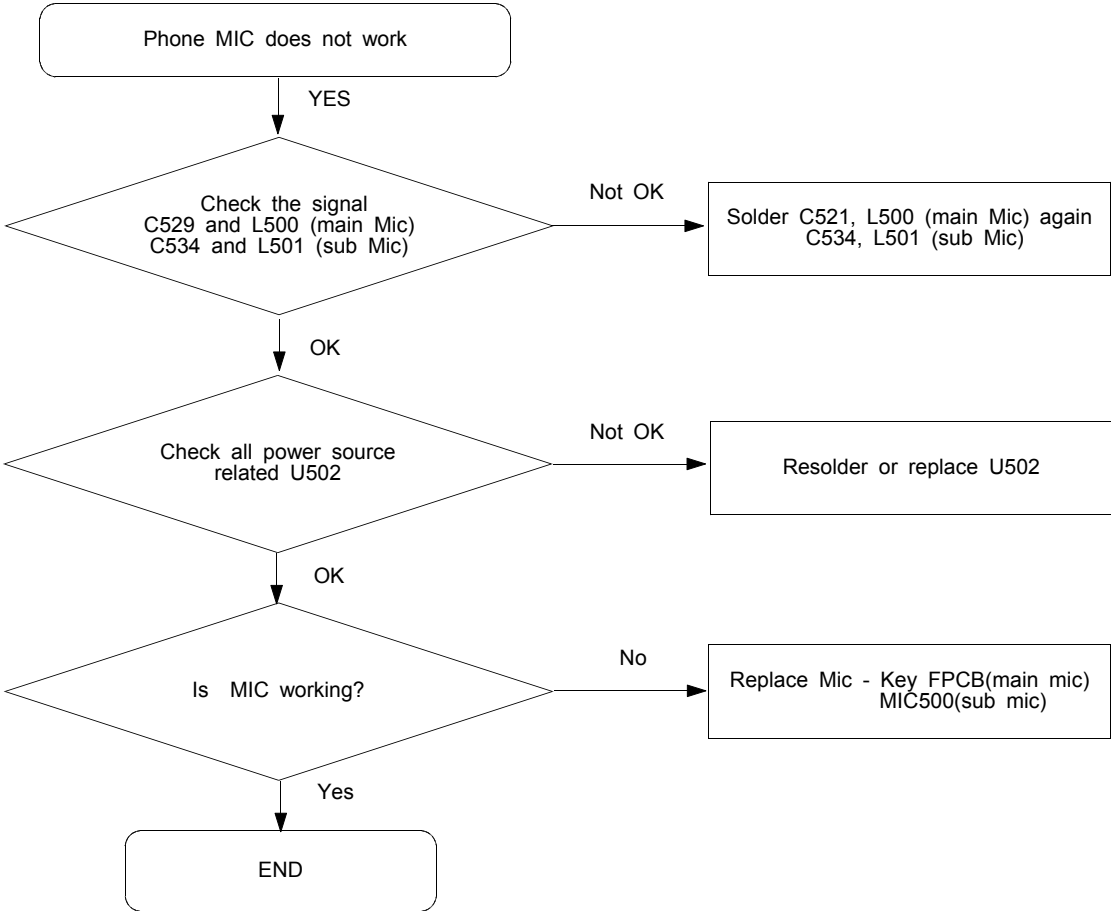 Phone MIC does not work
YES
Check the signal
C529 and L500 (main Mic)
C534 and L501 (sub Mic)
Not OK
Solder C521, L500 (main Mic) again
C534, L501 (sub Mic)
OK
Check all power source
related U502
Not OK
Resolder or replace U502
OK
Is MIC working?
No
Replace Mic - Key FPCB(main mic)
MIC500(sub mic)
Yes
END